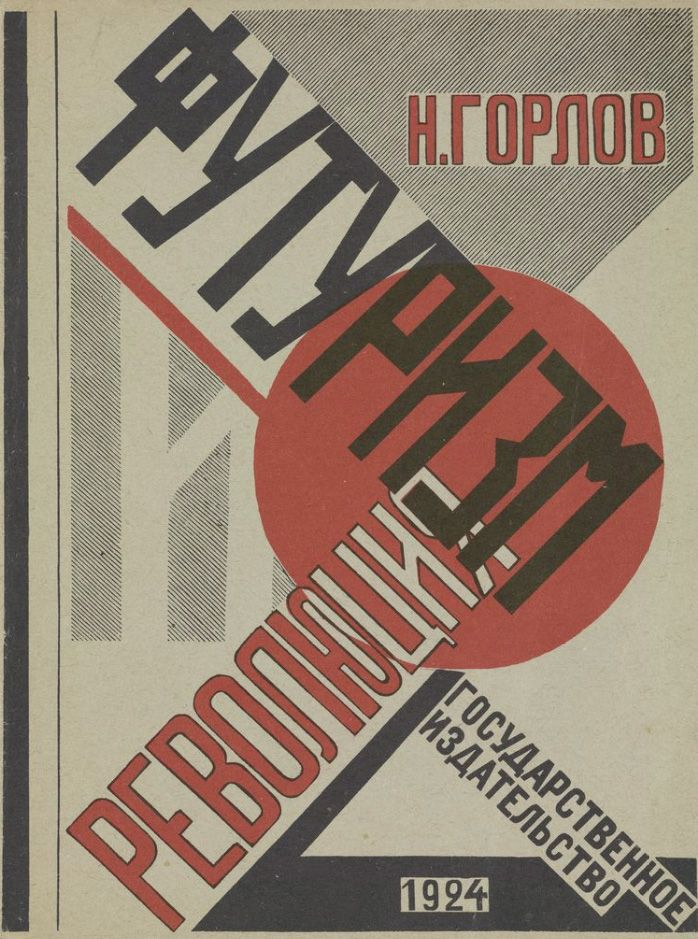 Н.ГОРЛОВ
ФУТУРИЗМ
И
РЕВОЛЮЦИЯ
ГОСУДАРСТВЕННОЕ
ИЗДАТЕЛЬСТВО
1924